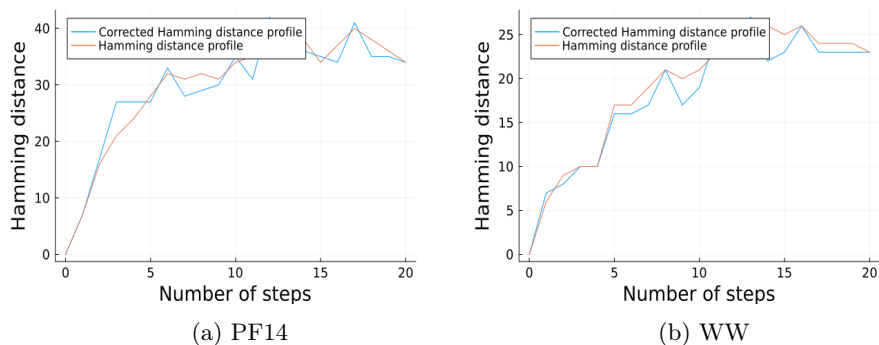 Corrected Hamming distance profile
Hamming distance profile
Hamming distance
40
30
20
10
0
0 5 10 15 20
Number of steps
(a) PF14
Corrected Hamming distance profile
Hamming distance profile
Hamming distance
25
20
15
10
5
0
0 5 10 15 20
Number of steps
(b) WW